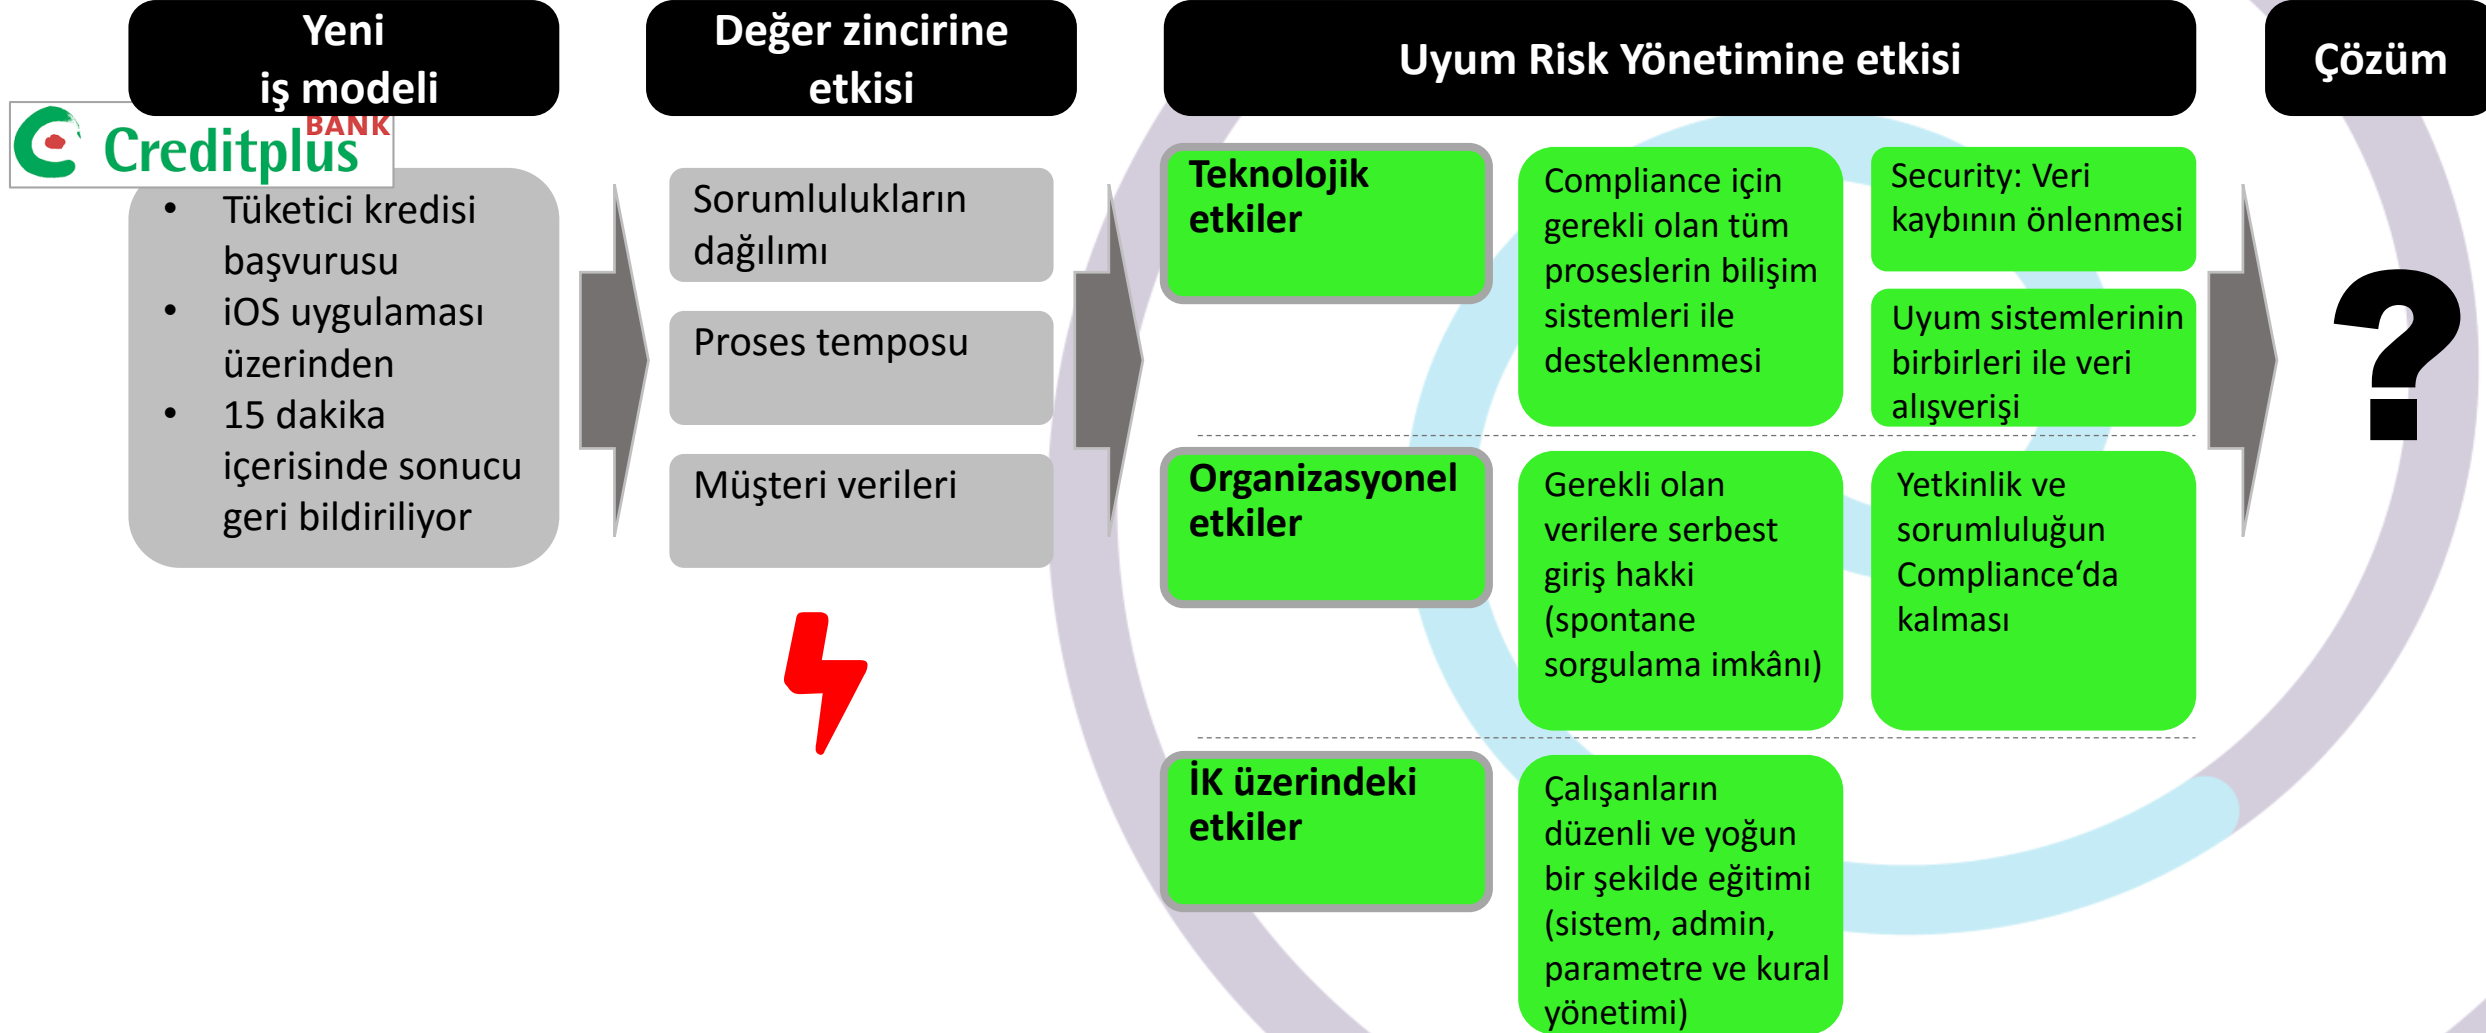 Yeni
iş modeli
Değer zincirine
etkisi
Uyum Risk Yönetimine etkisi
Çözüm
BANK
Creditplus
• Tüketici kredisi
başvurusu
• iOS uygulaması
üzerinden
• 15 dakika
içerisinde sonucu
geri bildiriliyor
Sorumlulukların
dağılımı
Proses temposu
Müşteri verileri
Teknolojik
etkiler
Compliance için
gerekli olan tüm
proseslerin bilişim
sistemleri ile
desteklenmesi
Security: Veri
kaybının önlenmesi
Uyum sistemlerinin
birbirleri ile veri
alışverişi
Organizasyonel
etkiler
Gerekli olan
verilere serbest
giriş hakki
(spontane
sorgulama imkânı)
Yetkinlik ve
sorumluluğun
Compliance‘da
kalması
İK üzerindeki
etkiler
Çalışanların
düzenli ve yoğun
bir şekilde eğitimi
(sistem, admin,
parametre ve kural
yönetimi)
?